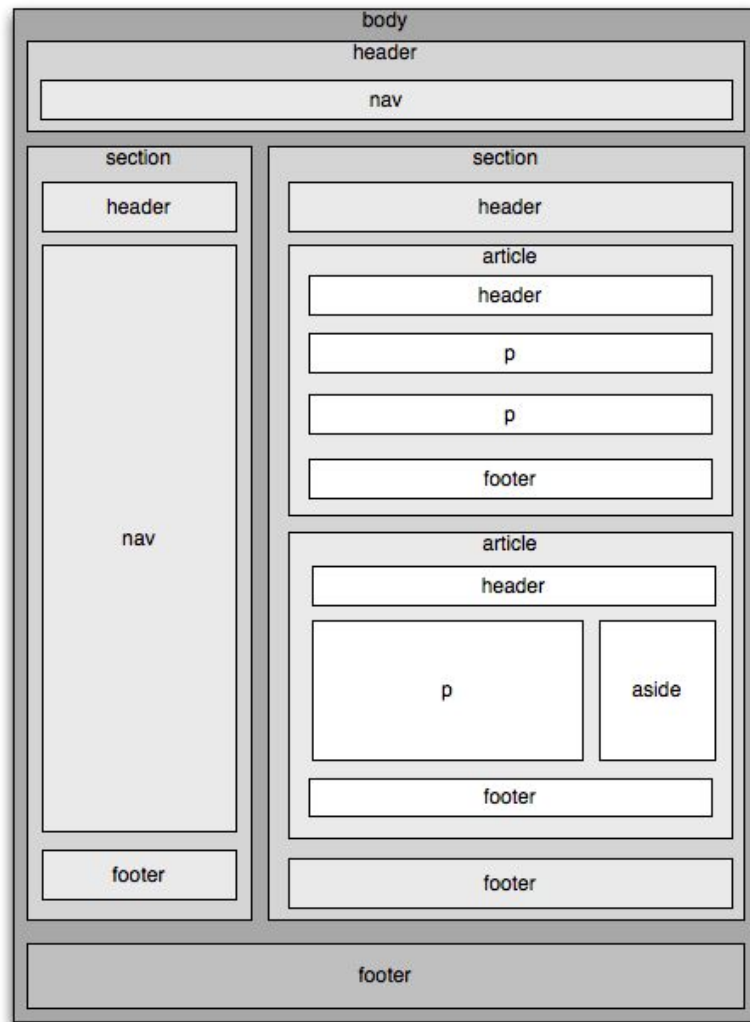 body
header
nav
section
header
nav
footer
section
header
article
header
p
p
footer
article
header
p
aside
footer
footer
footer